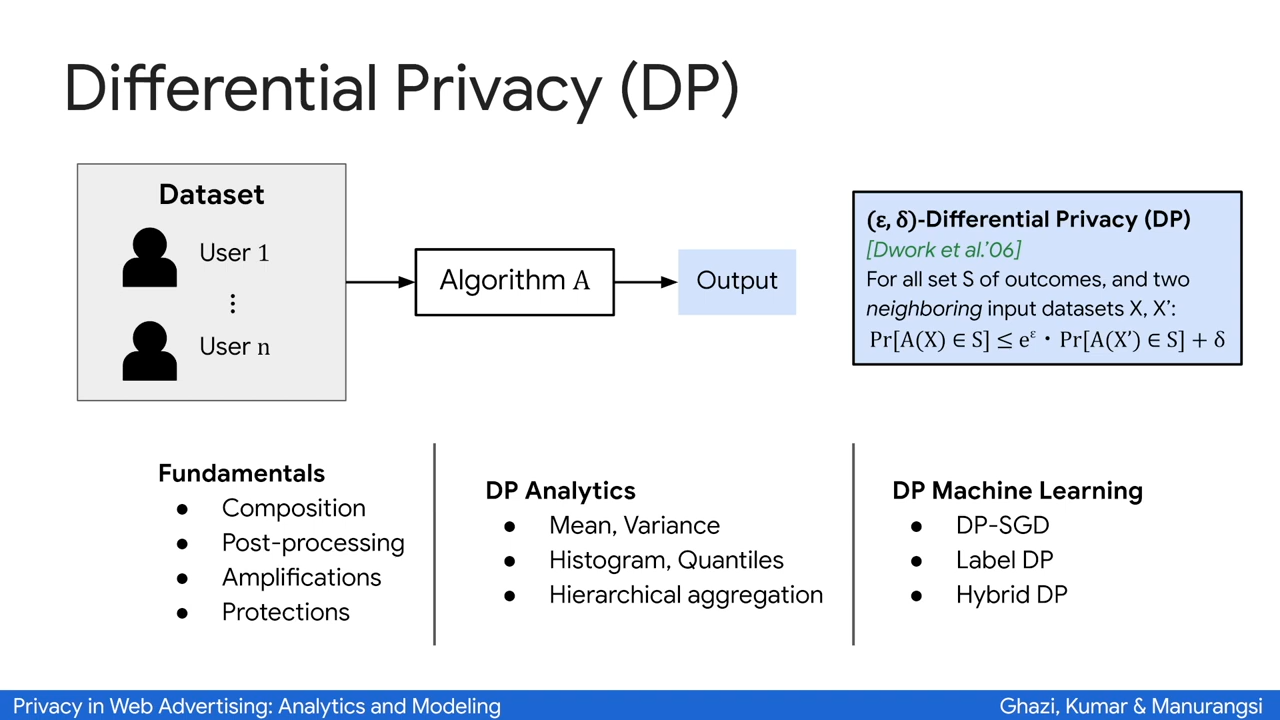 Differential Privacy (DP)
Dataset
User 1
⋮
User n
Algorithm A
Output
(ε, δ)-Differential Privacy (DP)
[Dwork et al.’06]
For all set S of outcomes, and two
neighboring input datasets X, X’:
Pr[A(X) ∈ S] ≤ e^ε · Pr[A(X’) ∈ S] + δ
Fundamentals
● Composition
● Post-processing
● Amplifications
● Protections
DP Analytics
● Mean, Variance
● Histogram, Quantiles
● Hierarchical aggregation
DP Machine Learning
● DP-SGD
● Label DP
● Hybrid DP
Privacy in Web Advertising: Analytics and Modeling
Ghazi, Kumar & Manurangsi